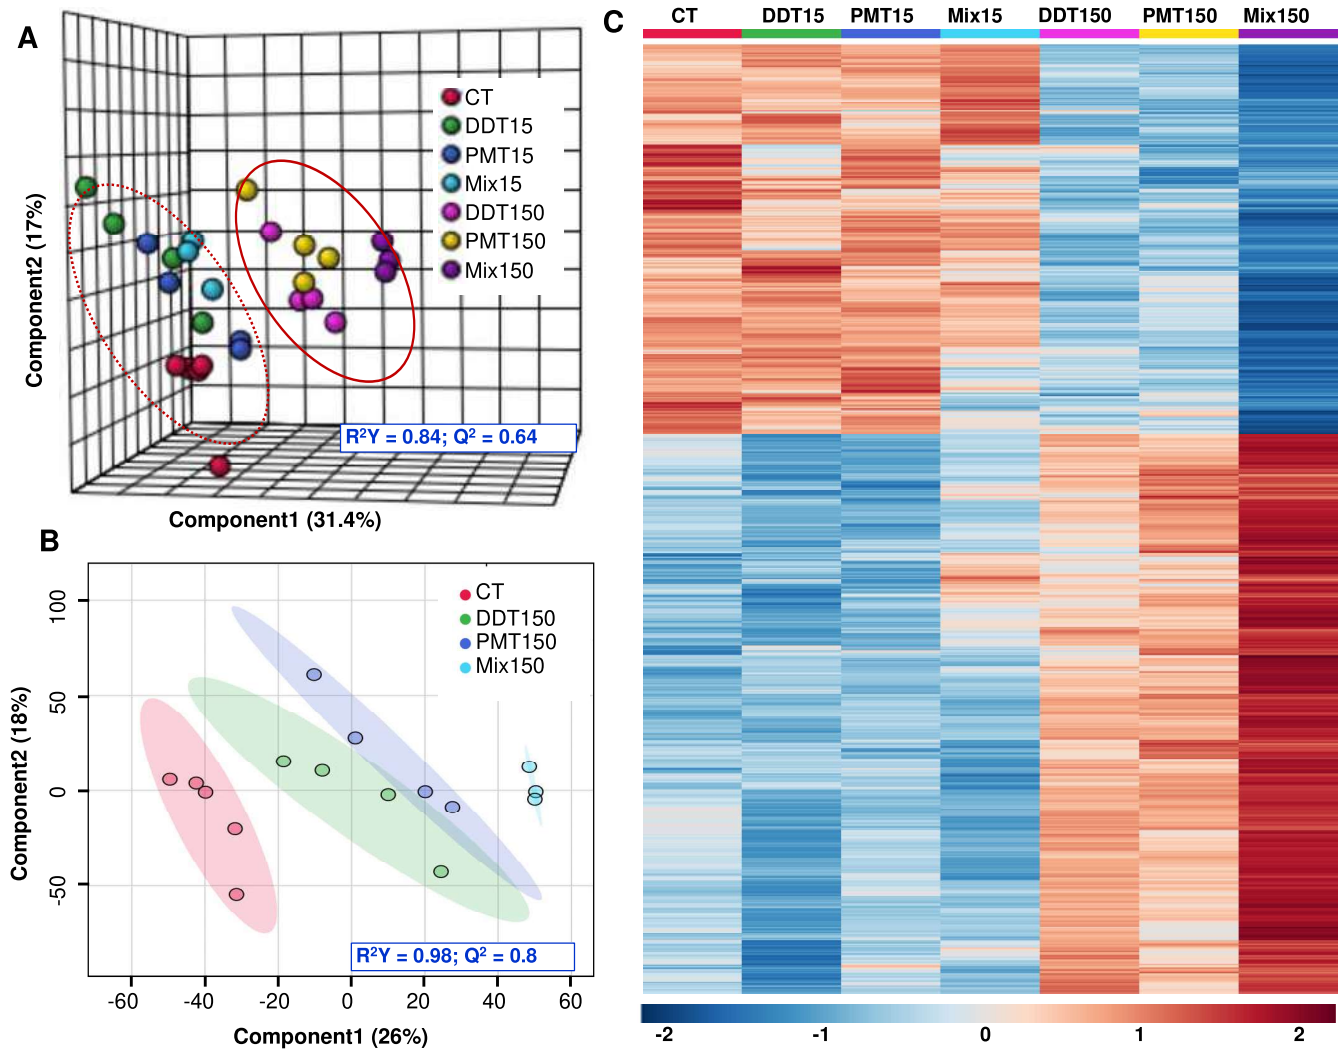 A
CT
DDT15
PMT15
Mix15
DDT150
PMT150
Mix150
Component2 (17%)
R²Y = 0.84; Q² = 0.64
Component1 (31.4%)
B
CT
DDT150
PMT150
Mix150
100
50
0
-50
Component2 (18%)
R²Y = 0.98; Q² = 0.8
-60 -40 -20 0 20 40 60
Component1 (26%)
C
CT DDT15 PMT15 Mix15 DDT150 PMT150 Mix150
-2 -1 0 1 2